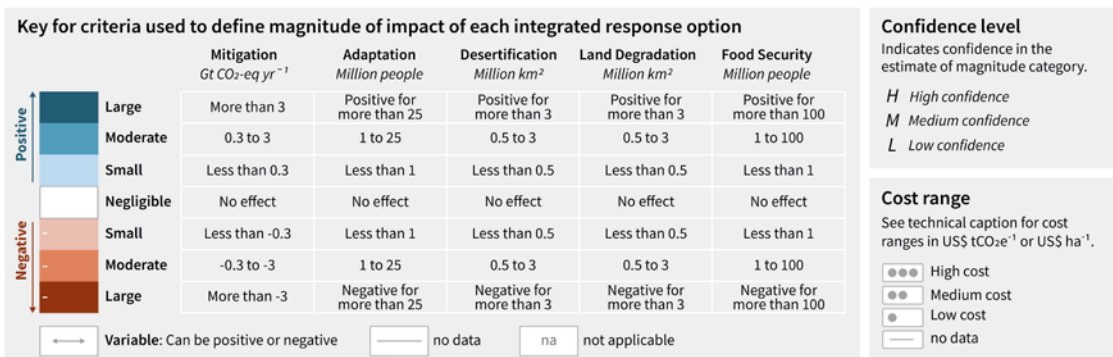 Key for criteria used to define magnitude of impact of each integrated response option
Mitigation Adaptation Desertification Land Degradation Food Security
Gt CO₂-eq yr⁻¹ Million people Million km² Million km² Million people
Positive
Large More than 3 Positive for more than 25 Positive for more than 3 Positive for more than 3 Positive for more than 100
Moderate 0.3 to 3 1 to 25 0.5 to 3 0.5 to 3 1 to 100
Small Less than 0.3 Less than 1 Less than 0.5 Less than 0.5 Less than 1
Negligible No effect No effect No effect No effect No effect
Negative
- Small Less than -0.3 Less than 1 Less than 0.5 Less than 0.5 Less than 1
- Moderate -0.3 to -3 1 to 25 0.5 to 3 0.5 to 3 1 to 100
- Large More than -3 Negative for more than 25 Negative for more than 3 Negative for more than 3 Negative for more than 100
Variable: Can be positive or negative no data na not applicable
Confidence level
Indicates confidence in the
estimate of magnitude category.
H High confidence
M Medium confidence
L Low confidence
Cost range
See technical caption for cost
ranges in US$ tCO₂e⁻¹ or US$ ha⁻¹.
High cost
Medium cost
Low cost
no data